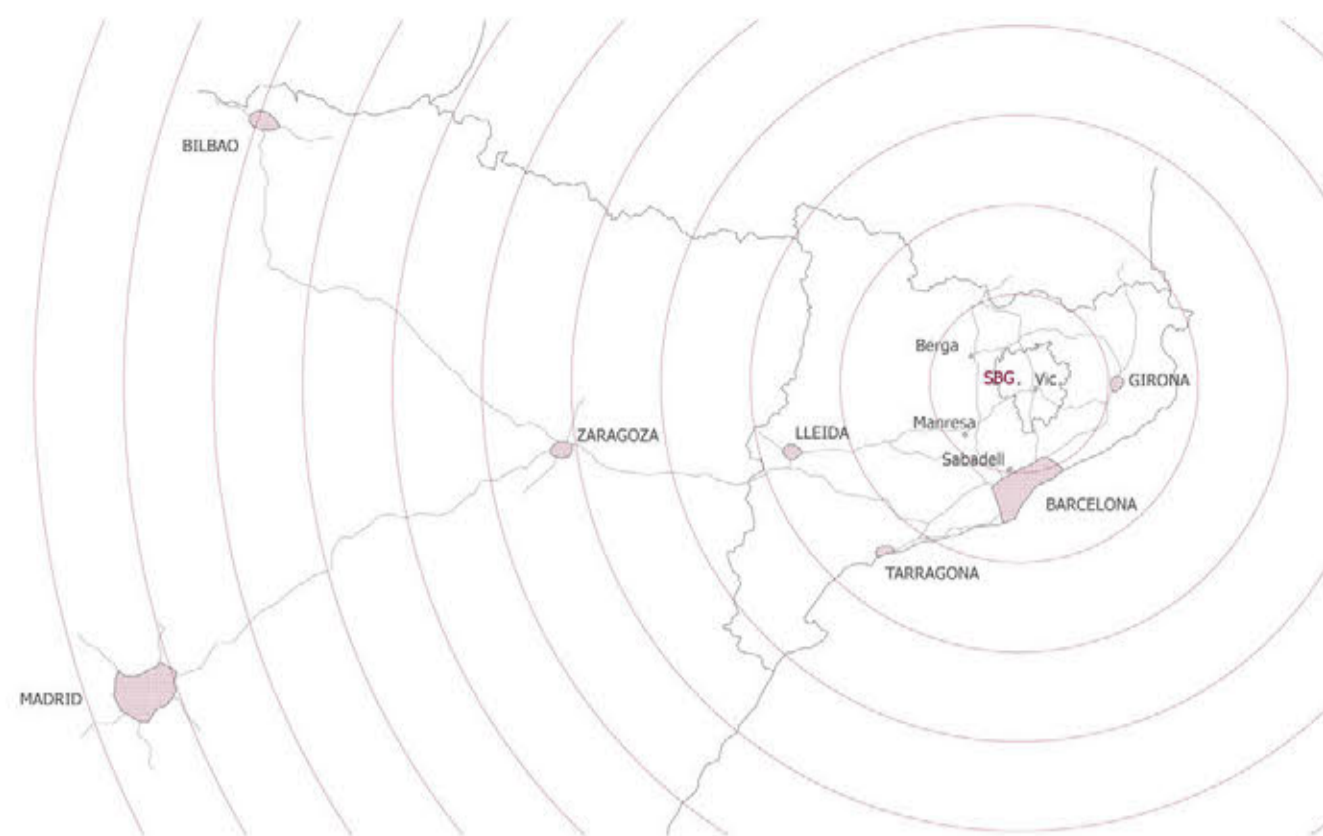 BILBAO
Berga
SBG. Vic.
GIRONA
ZARAGOZA
LLEIDA
Manresa
Sabadell
BARCELONA
TARRAGONA
MADRID